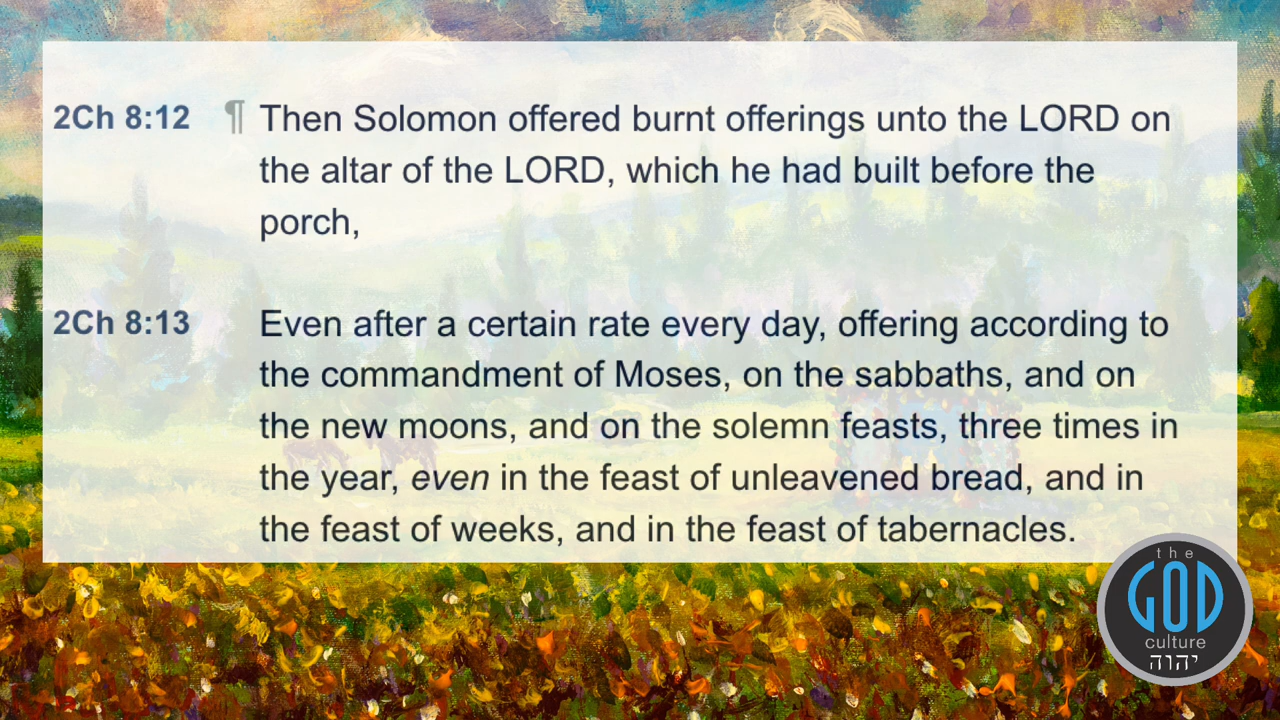 2Ch 8:12 ¶ Then Solomon offered burnt offerings unto the LORD on
the altar of the LORD, which he had built before the
porch,
2Ch 8:13 Even after a certain rate every day, offering according to
the commandment of Moses, on the sabbaths, and on
the new moons, and on the solemn feasts, three times in
the year, even in the feast of unleavened bread, and in
the feast of weeks, and in the feast of tabernacles.
the
GOD
culture
יהוה